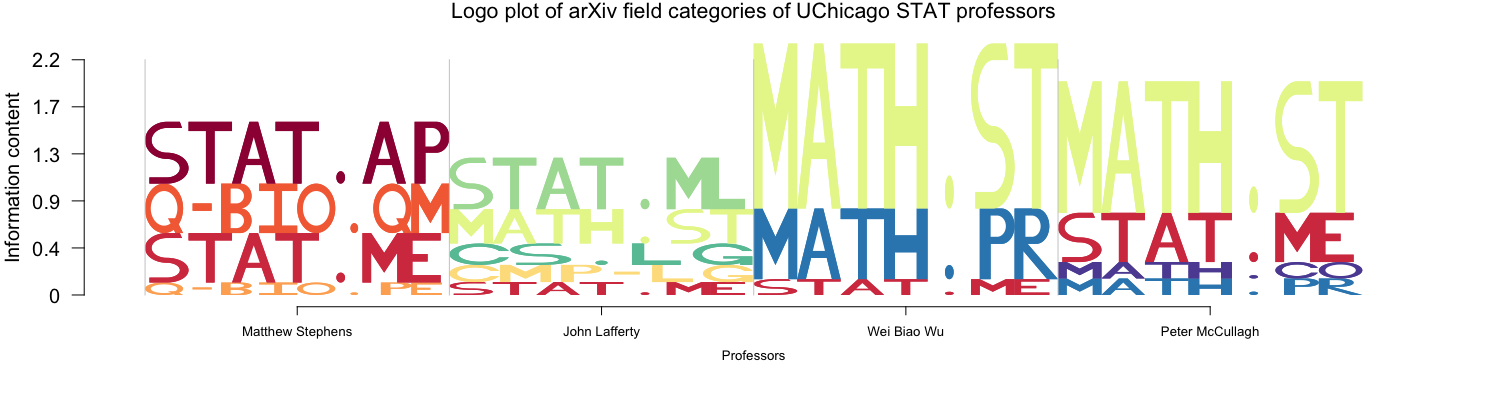 Logo plot of arXiv field categories of UChicago STAT professors
Information content
2.2
1.7
1.3
0.9
0.4
0
STAT.AP
Q-BIO.QM
STAT.ME
Q-BIO.PE
STAT.ML
MATH.ST
CS.LG
CMP-LG
STAT.ME
MATH.ST
MATH.PR
STAT.ME
MATH.ST
STAT.ME
MATH.CO
MATH.PR
Matthew Stephens
John Lafferty
Wei Biao Wu
Peter McCullagh
Professors